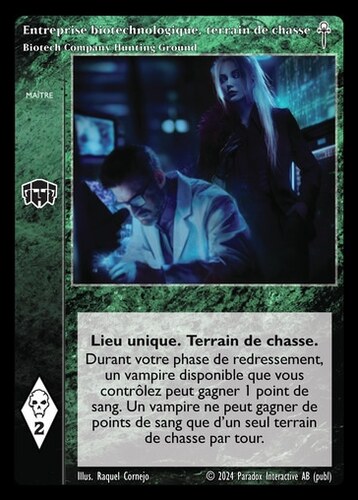 Entreprise biotechnologique, terrain de chasse
Biotech Company Hunting Ground
MAÎTRE
Lieu unique. Terrain de chasse.
Durant votre phase de redressement,
un vampire disponible que vous
contrôlez peut gagner 1 point de
sang. Un vampire ne peut gagner de
points de sang que d'un seul terrain
de chasse par tour.
2
Illus. Raquel Cornejo © 2024 Paradox Interactive AB (publ)